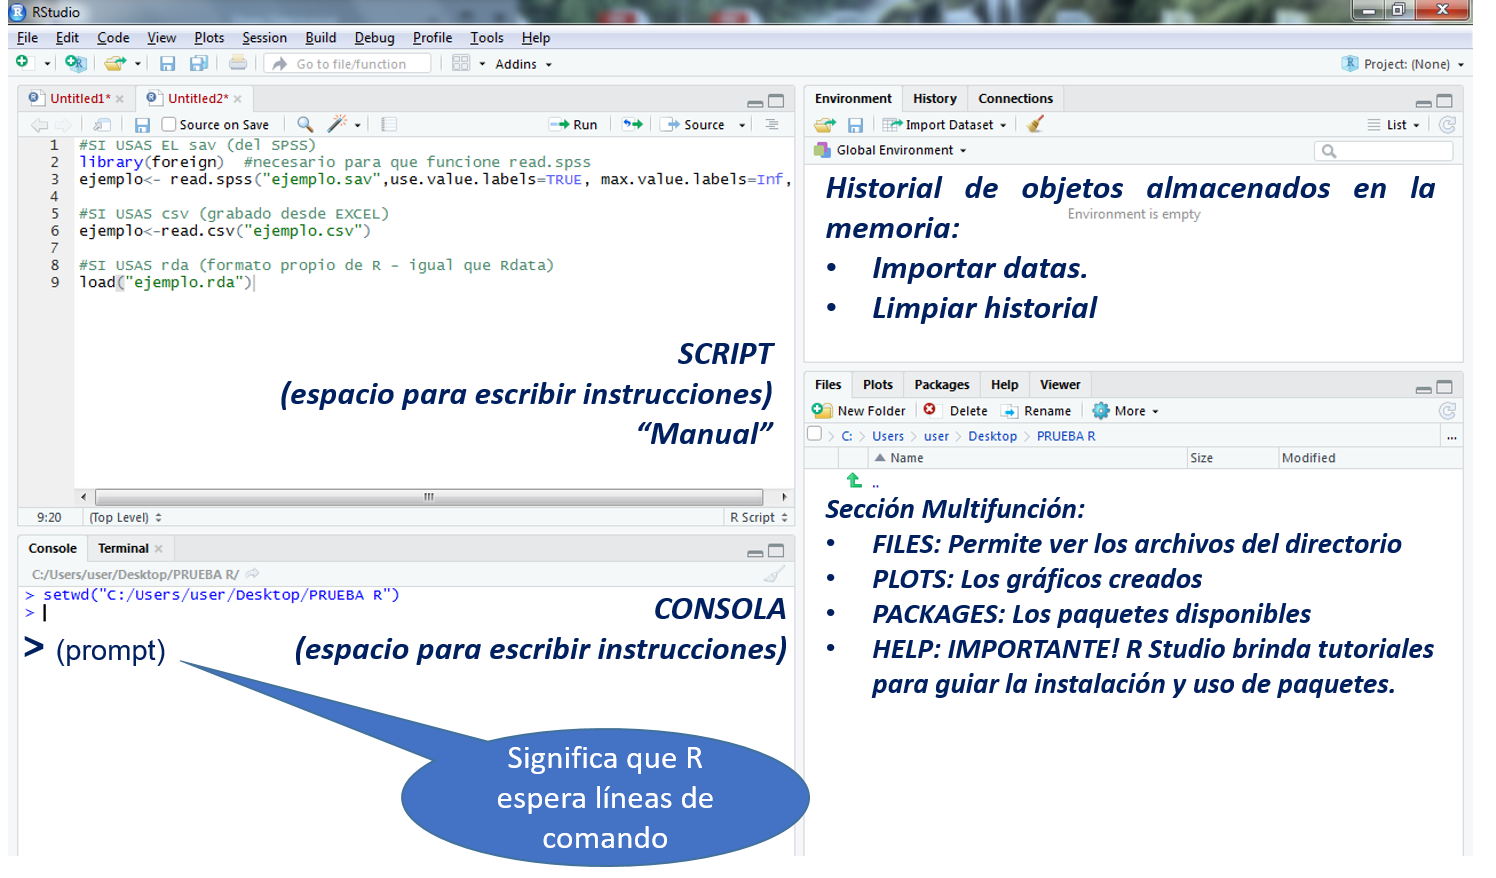 RStudio
File Edit Code View Plots Session Build Debug Profile Tools Help
Go to file/function Addins Project: (None)
Untitled1* Untitled2*
Source on Save Run Source
1 #SI USAS EL sav (del SPSS)
2 library(foreign) #necesario para que funcione read.spss
3 ejemplo<- read.spss("ejemplo.sav",use.value.labels=TRUE, max.value.labels=Inf,
4
5 #SI USAS csv (grabado desde EXCEL)
6 ejemplo<-read.csv("ejemplo.csv")
7
8 #SI USAS rda (formato propio de R - igual que Rdata)
9 load("ejemplo.rda")
SCRIPT
(espacio para escribir instrucciones)
“Manual”
9:20 (Top Level) R Script
Console Terminal
C:/Users/user/Desktop/PRUEBA R/
> setwd("C:/Users/user/Desktop/PRUEBA R")
>
CONSOLA
(espacio para escribir instrucciones)
> (prompt)
Significa que R
espera líneas de
comando
Environment History Connections
Import Dataset List
Global Environment
Historial de objetos almacenados en la
memoria:
Environment is empty
• Importar datas.
• Limpiar historial
Files Plots Packages Help Viewer
New Folder Delete Rename More
C: > Users > user > Desktop > PRUEBA R ...
Name Size Modified
..
Sección Multifunción:
• FILES: Permite ver los archivos del directorio
• PLOTS: Los gráficos creados
• PACKAGES: Los paquetes disponibles
• HELP: IMPORTANTE! R Studio brinda tutoriales
para guiar la instalación y uso de paquetes.